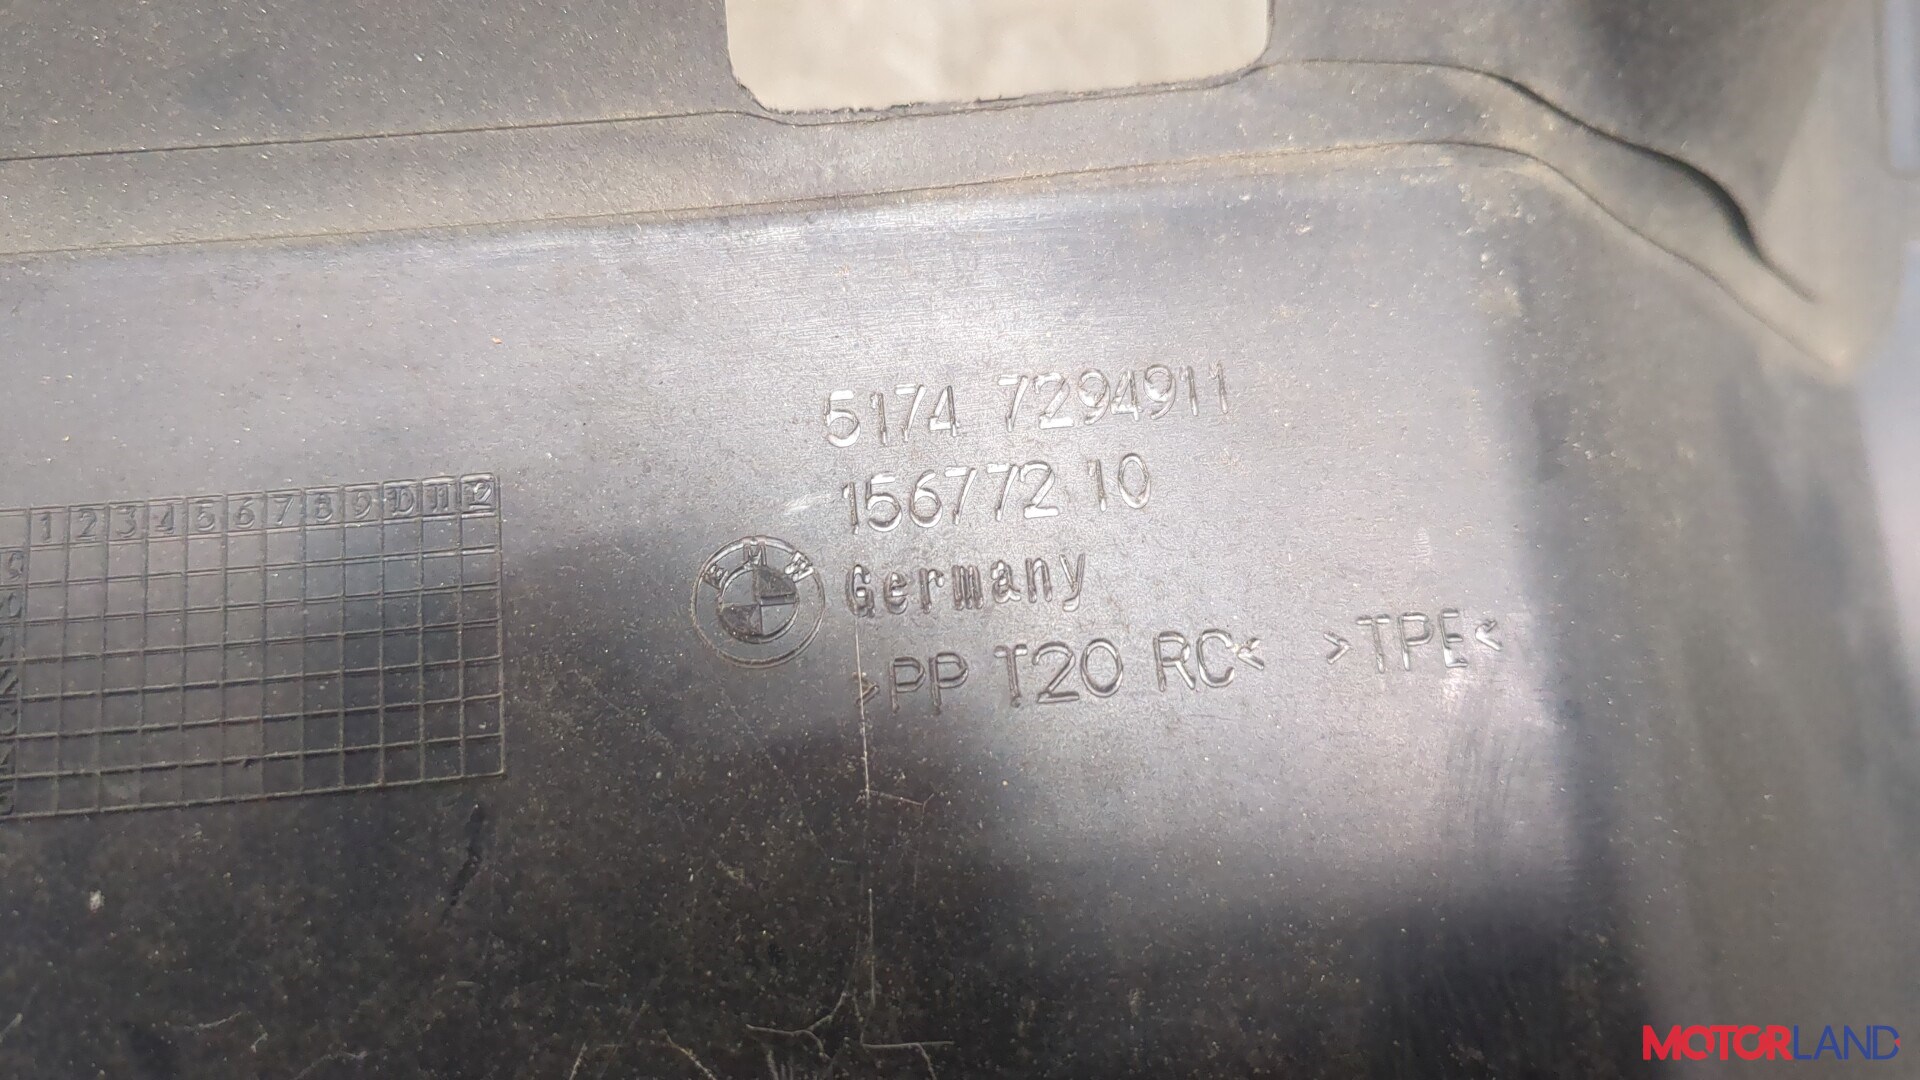 5174 7294911
156772 10
BMW
Germany
>PP T20 RC< >TPE<
1 2 3 4 5 6 7 8 9 10 11 12
MOTORLAND